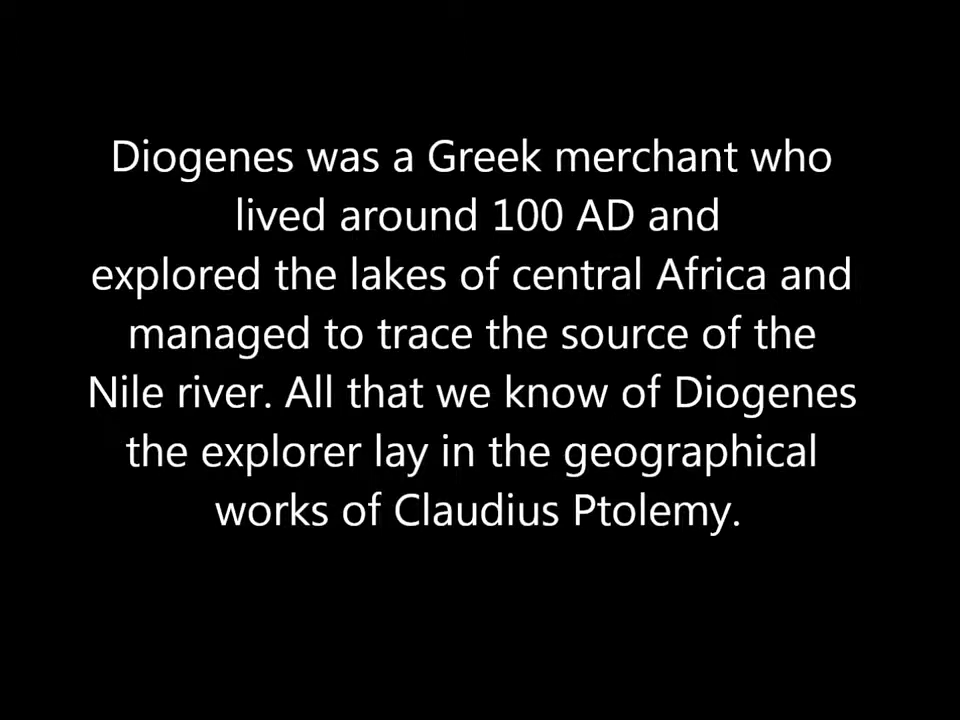 Diogenes was a Greek merchant who
lived around 100 AD and
explored the lakes of central Africa and
managed to trace the source of the
Nile river. All that we know of Diogenes
the explorer lay in the geographical
works of Claudius Ptolemy.